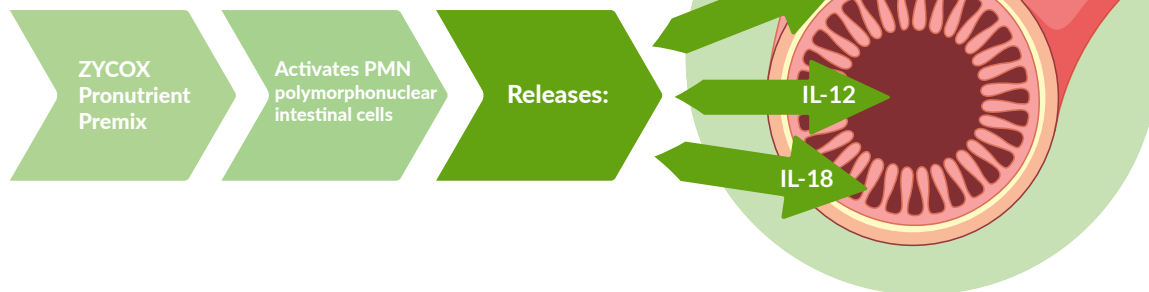 ZYCOX
Pronutrient
Premix
Activates PMN
polymorphonuclear
intestinal cells
Releases:
IL-12
IL-18